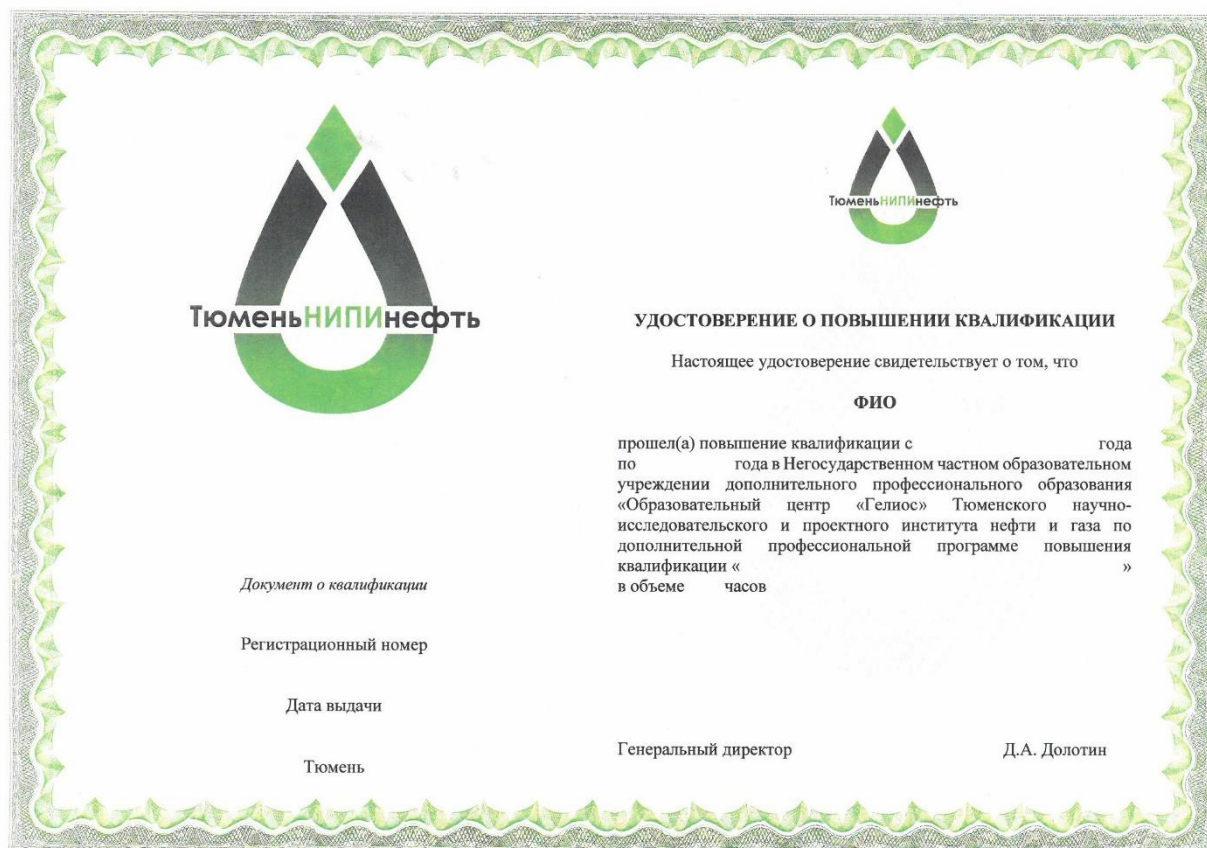 ТюменьНИПИнефть
Документ о квалификации
Регистрационный номер
Дата выдачи
Тюмень
ТюменьНИПИнефть
УДОСТОВЕРЕНИЕ О ПОВЫШЕНИИ КВАЛИФИКАЦИИ
Настоящее удостоверение свидетельствует о том, что
ФИО
прошел(а) повышение квалификации с года
по года в Негосударственном частном образовательном
учреждении дополнительного профессионального образования
«Образовательный центр «Гелиос» Тюменского научно-
исследовательского и проектного института нефти и газа по
дополнительной профессиональной программе повышения
квалификации « »
в объеме часов
Генеральный директор Д.А. Долотин